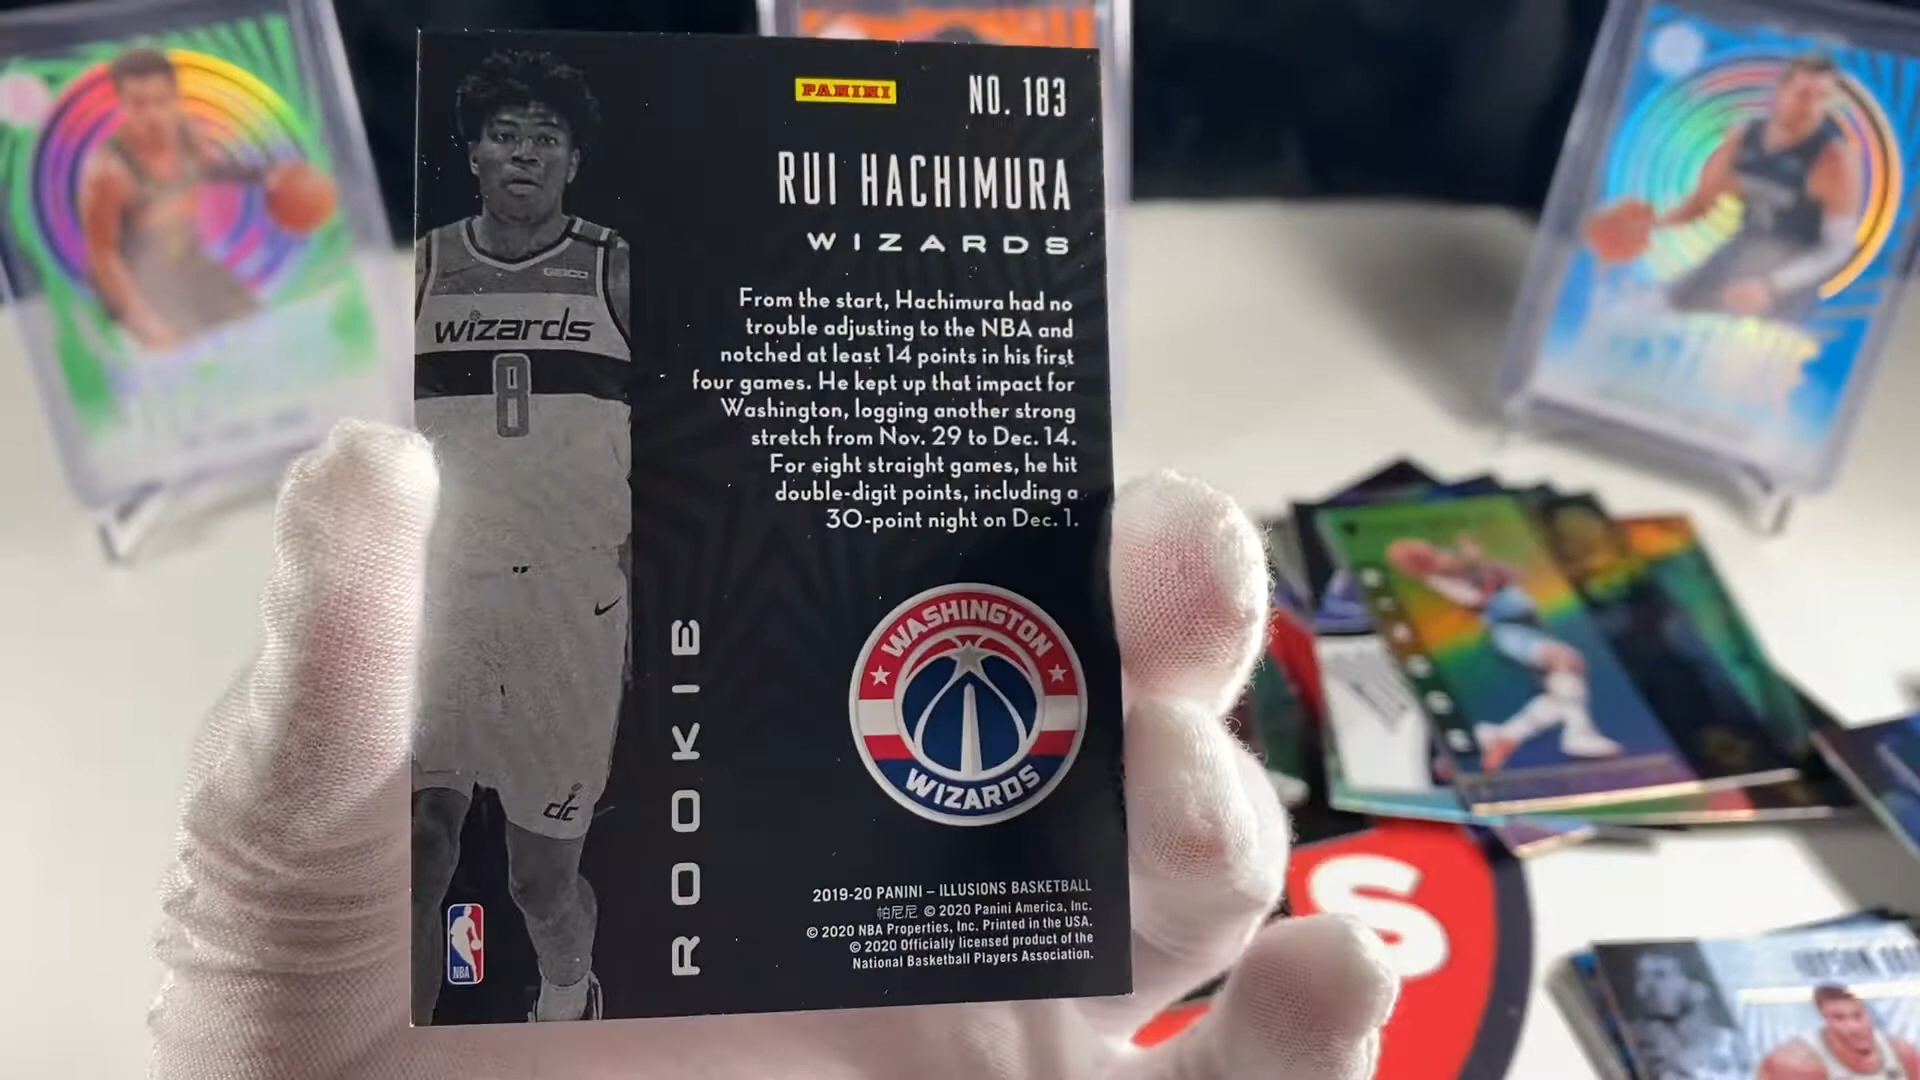 PANINI
NO. 183
RUI HACHIMURA
WIZARDS
From the start, Hachimura had no
trouble adjusting to the NBA and
notched at least 14 points in his first
four games. He kept up that impact for
Washington, logging another strong
stretch from Nov. 29 to Dec. 14.
For eight straight games, he hit
double-digit points, including a
30-point night on Dec. 1.
GEICO
wizards
8
dc
NBA
ROOKIE
WASHINGTON
WIZARDS
2019-20 PANINI – ILLUSIONS BASKETBALL
帕尼尼 © 2020 Panini America, Inc.
© 2020 NBA Properties, Inc. Printed in the USA.
© 2020 Officially licensed product of the
National Basketball Players Association.
S